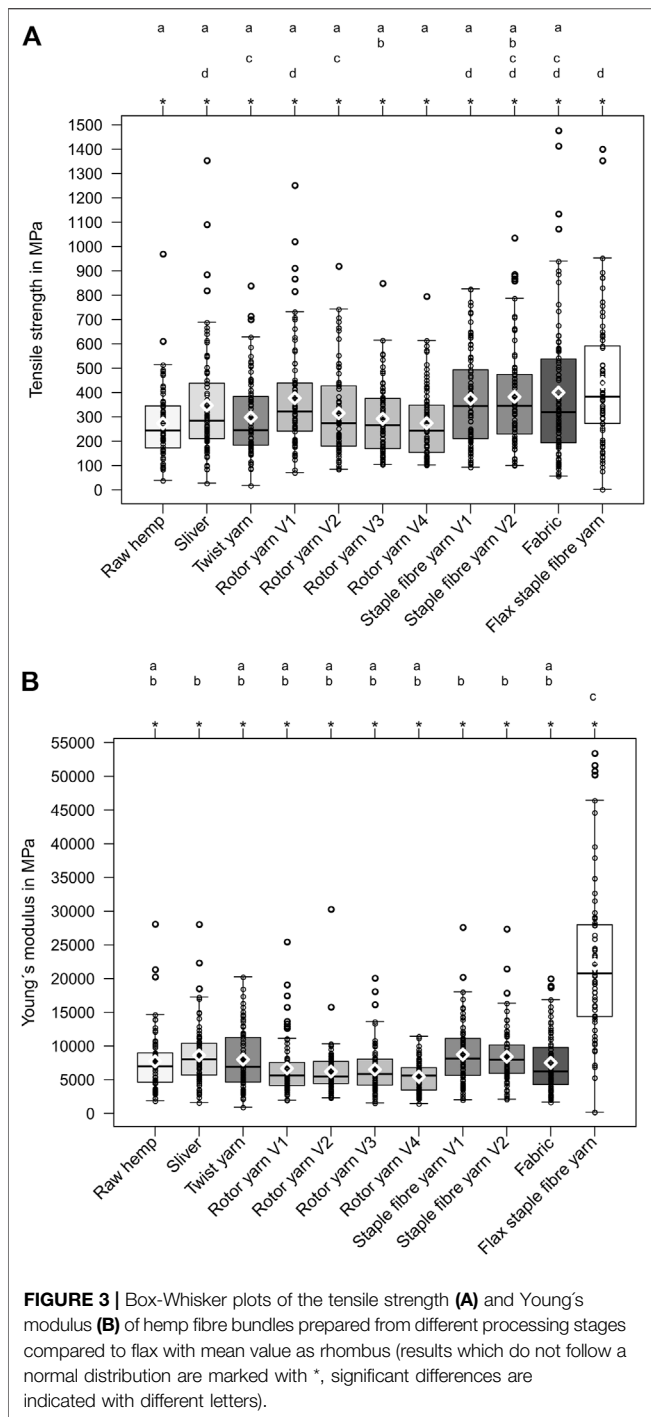 A
a a a a a a a a a a
b b
c c c c
d d d d d d
* * * * * * * * * * *
1500
1400
1300
1200
1100
1000
900
800
700
600
500
400
300
200
100
0
Tensile strength in MPa
Raw hemp
Sliver
Twist yarn
Rotor yarn V1
Rotor yarn V2
Rotor yarn V3
Rotor yarn V4
Staple fibre yarn V1
Staple fibre yarn V2
Fabric
Flax staple fibre yarn
B
a a a a a a a
b b b b b b b b b b
c
* * * * * * * * * * *
55000
50000
45000
40000
35000
30000
25000
20000
15000
10000
5000
0
Young´s modulus in MPa
Raw hemp
Sliver
Twist yarn
Rotor yarn V1
Rotor yarn V2
Rotor yarn V3
Rotor yarn V4
Staple fibre yarn V1
Staple fibre yarn V2
Fabric
Flax staple fibre yarn
FIGURE 3 | Box-Whisker plots of the tensile strength (A) and Young´s
modulus (B) of hemp fibre bundles prepared from different processing stages
compared to flax with mean value as rhombus (results which do not follow a
normal distribution are marked with *, significant differences are
indicated with different letters).